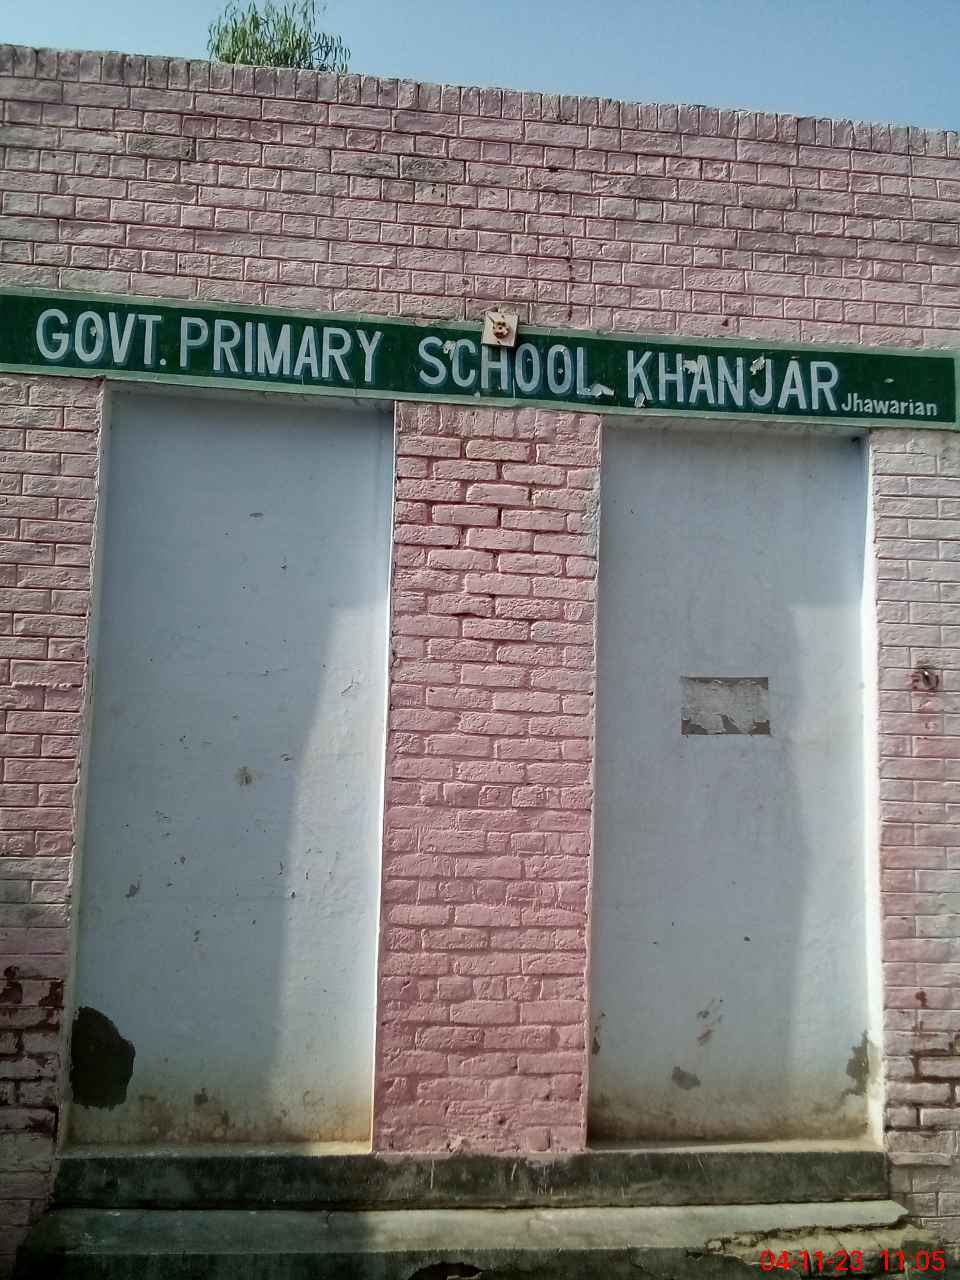 GOVT. PRIMARY SCHOOL KHANJAR Jhawarian
04-11-23 11:05